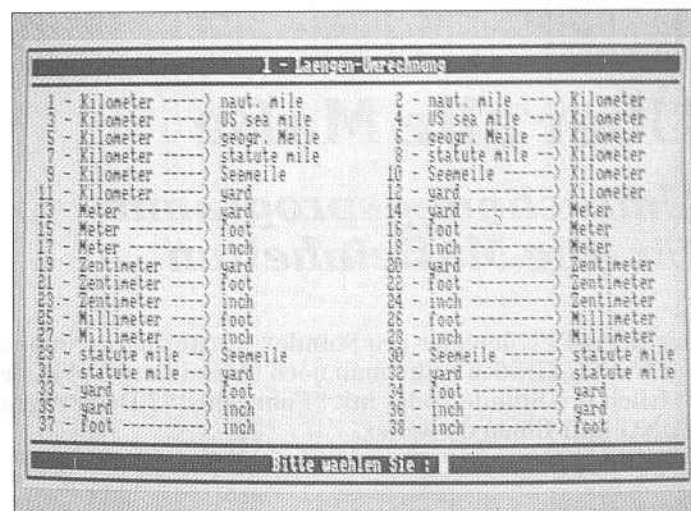 1 - Laengen-Umrechnung
1 - Kilometer -----> naut. mile 2 - naut. mile ----> Kilometer
3 - Kilometer -----> US sea mile 4 - US sea mile ---> Kilometer
5 - Kilometer -----> geogr. Meile 6 - geogr. Meile --> Kilometer
7 - Kilometer -----> statute mile 8 - statute mile --> Kilometer
9 - Kilometer -----> Seemeile 10 - Seemeile ------> Kilometer
11 - Kilometer -----> yard 12 - yard ----------> Kilometer
13 - Meter ---------> yard 14 - yard ----------> Meter
15 - Meter ---------> foot 16 - foot ----------> Meter
17 - Meter ---------> inch 18 - inch ----------> Meter
19 - Zentimeter ----> yard 20 - yard ----------> Zentimeter
21 - Zentimeter ----> foot 22 - foot ----------> Zentimeter
23 - Zentimeter ----> inch 24 - inch ----------> Zentimeter
25 - Millimeter ----> foot 26 - foot ----------> Millimeter
27 - Millimeter ----> inch 28 - inch ----------> Millimeter
29 - statute mile --> Seemeile 30 - Seemeile ------> statute mile
31 - statute mile --> yard 32 - yard ----------> statute mile
33 - yard ----------> foot 34 - foot ----------> yard
35 - yard ----------> inch 36 - inch ----------> yard
37 - foot ----------> inch 38 - inch ----------> foot
Bitte waehlen Sie :